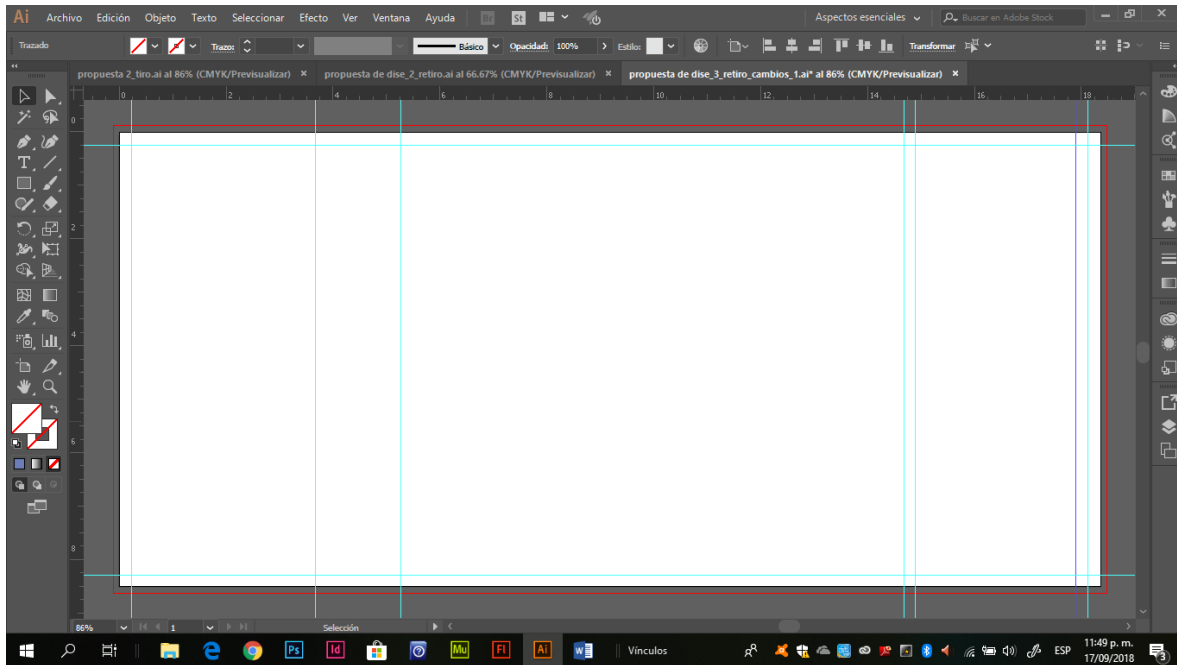 Ai Archivo Edición Objeto Texto Seleccionar Efecto Ver Ventana Ayuda Br St Aspectos esenciales Buscar en Adobe Stock
Trazado Trazo: Básico Opacidad: 100% Estilo: Transformar
propuesta 2_tiro.ai al 86% (CMYK/Previsualizar) × propuesta de dise_2_retiro.ai al 66.67% (CMYK/Previsualizar) × propuesta de dise_3_retiro_cambios_1.ai* al 86% (CMYK/Previsualizar) ×
0 2 4 6 8 10 12 14 16 18
0
2
4
6
8
86% 1 Selección
Ps Id Mu Fl Ai Vínculos ESP 11:49 p. m.
17/09/2018
3